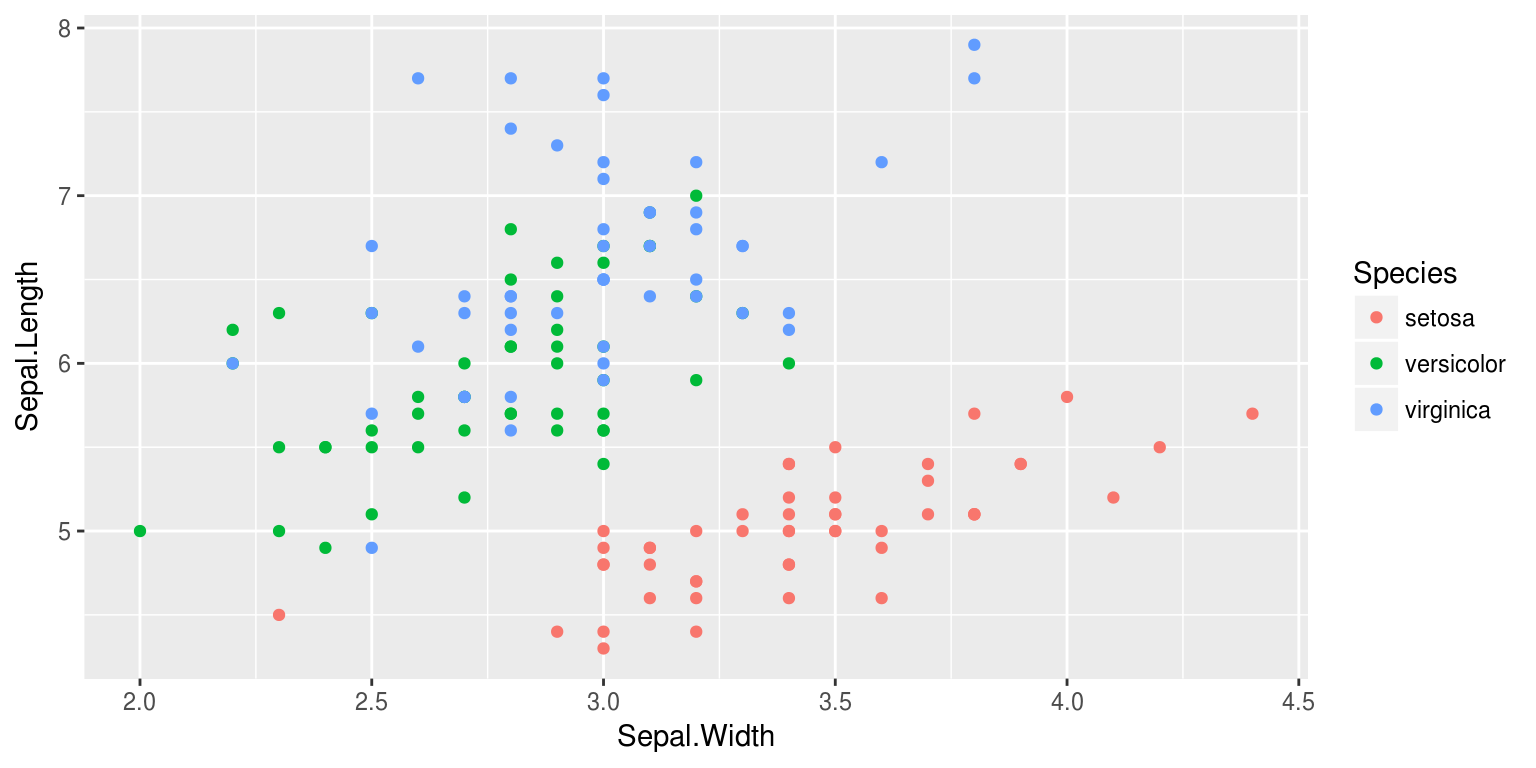 8
7
6
5
Sepal.Length
2.0 2.5 3.0 3.5 4.0 4.5
Sepal.Width
Species
setosa
versicolor
virginica